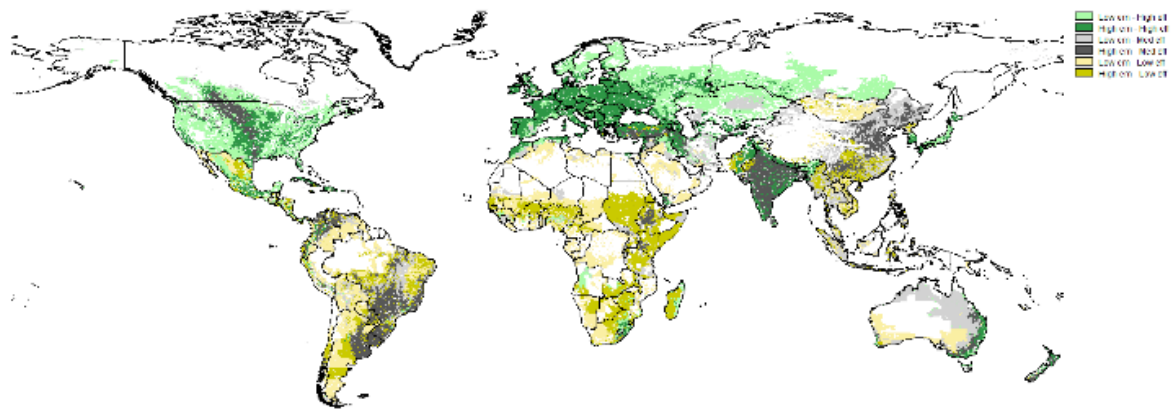 Low em - High eff
High em - High eff
Low em - Med eff
High em - Med eff
Low em - Low eff
High em - Low eff